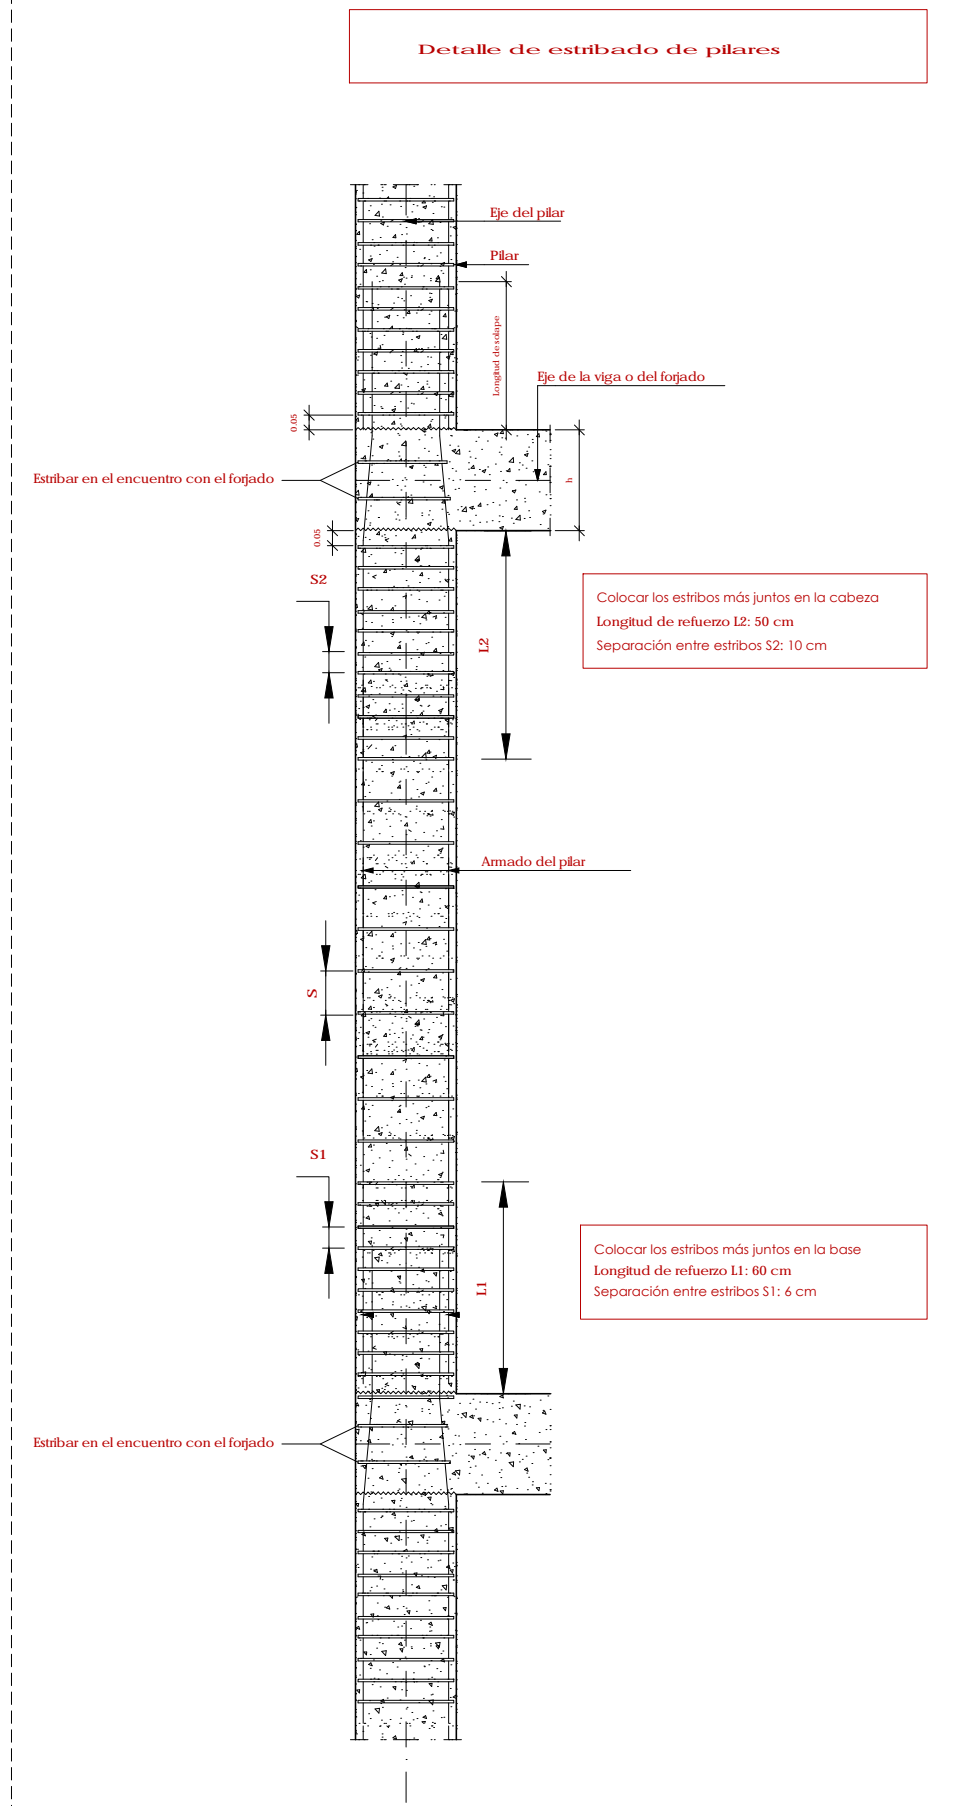 Detalle de estribado de pilares
Eje del pilar
Pilar
Longitud de solape
Eje de la viga o del forjado
0.05
Estribar en el encuentro con el forjado
h
0.05
S2
Colocar los estribos más juntos en la cabeza
Longitud de refuerzo L2: 50 cm
Separación entre estribos S2: 10 cm
L2
Armado del pilar
S
S1
Colocar los estribos más juntos en la base
Longitud de refuerzo L1: 60 cm
Separación entre estribos S1: 6 cm
L1
Estribar en el encuentro con el forjado